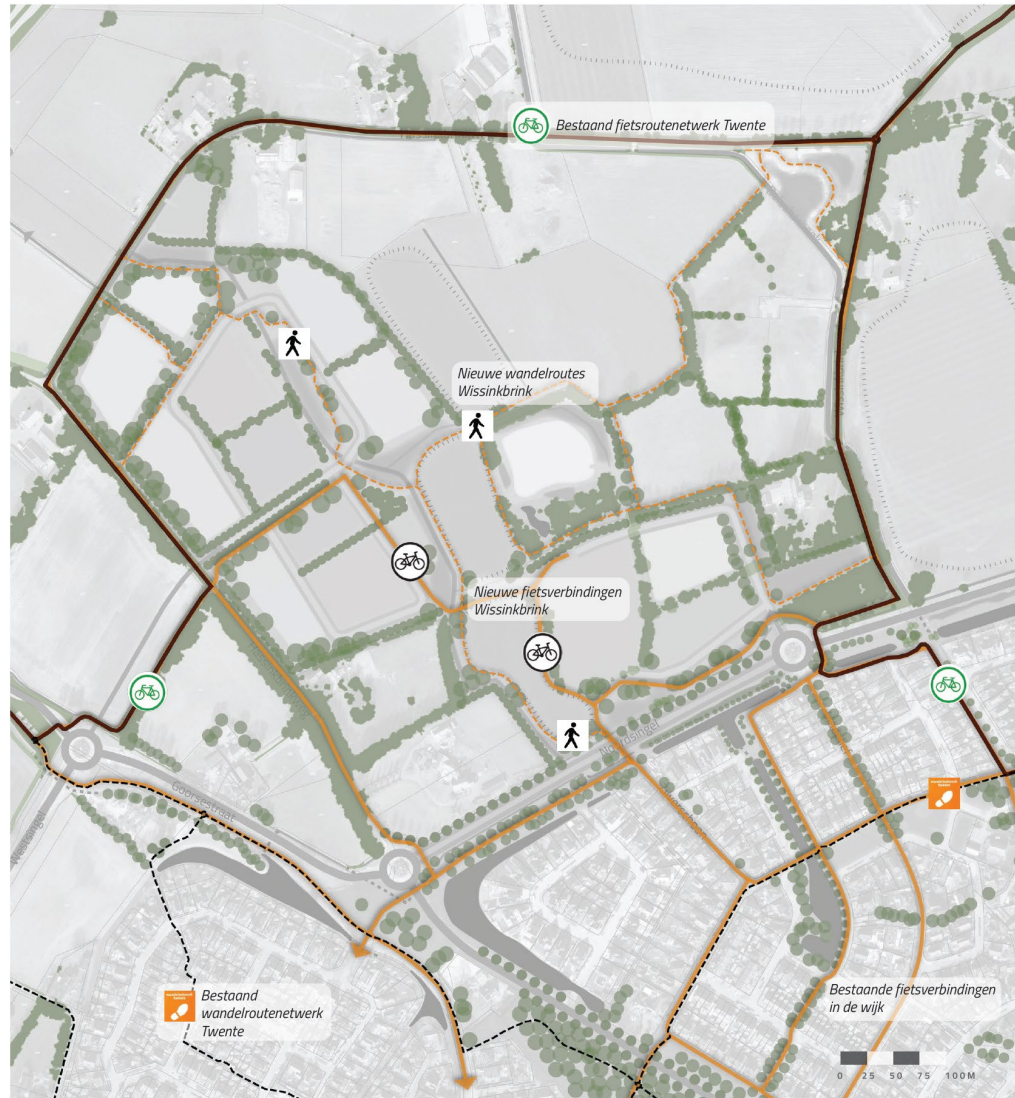 Bestaand fietsroutenetwerk Twente
Nieuwe wandelroutes
Wissinkbrink
Nieuwe fietsverbindingen
Wissinkbrink
Goorsestraat
Westsingel
Bestaand
wandelroutenetwerk
Twente
Bestaande fietsverbindingen
in de wijk
0 25 50 75 100M